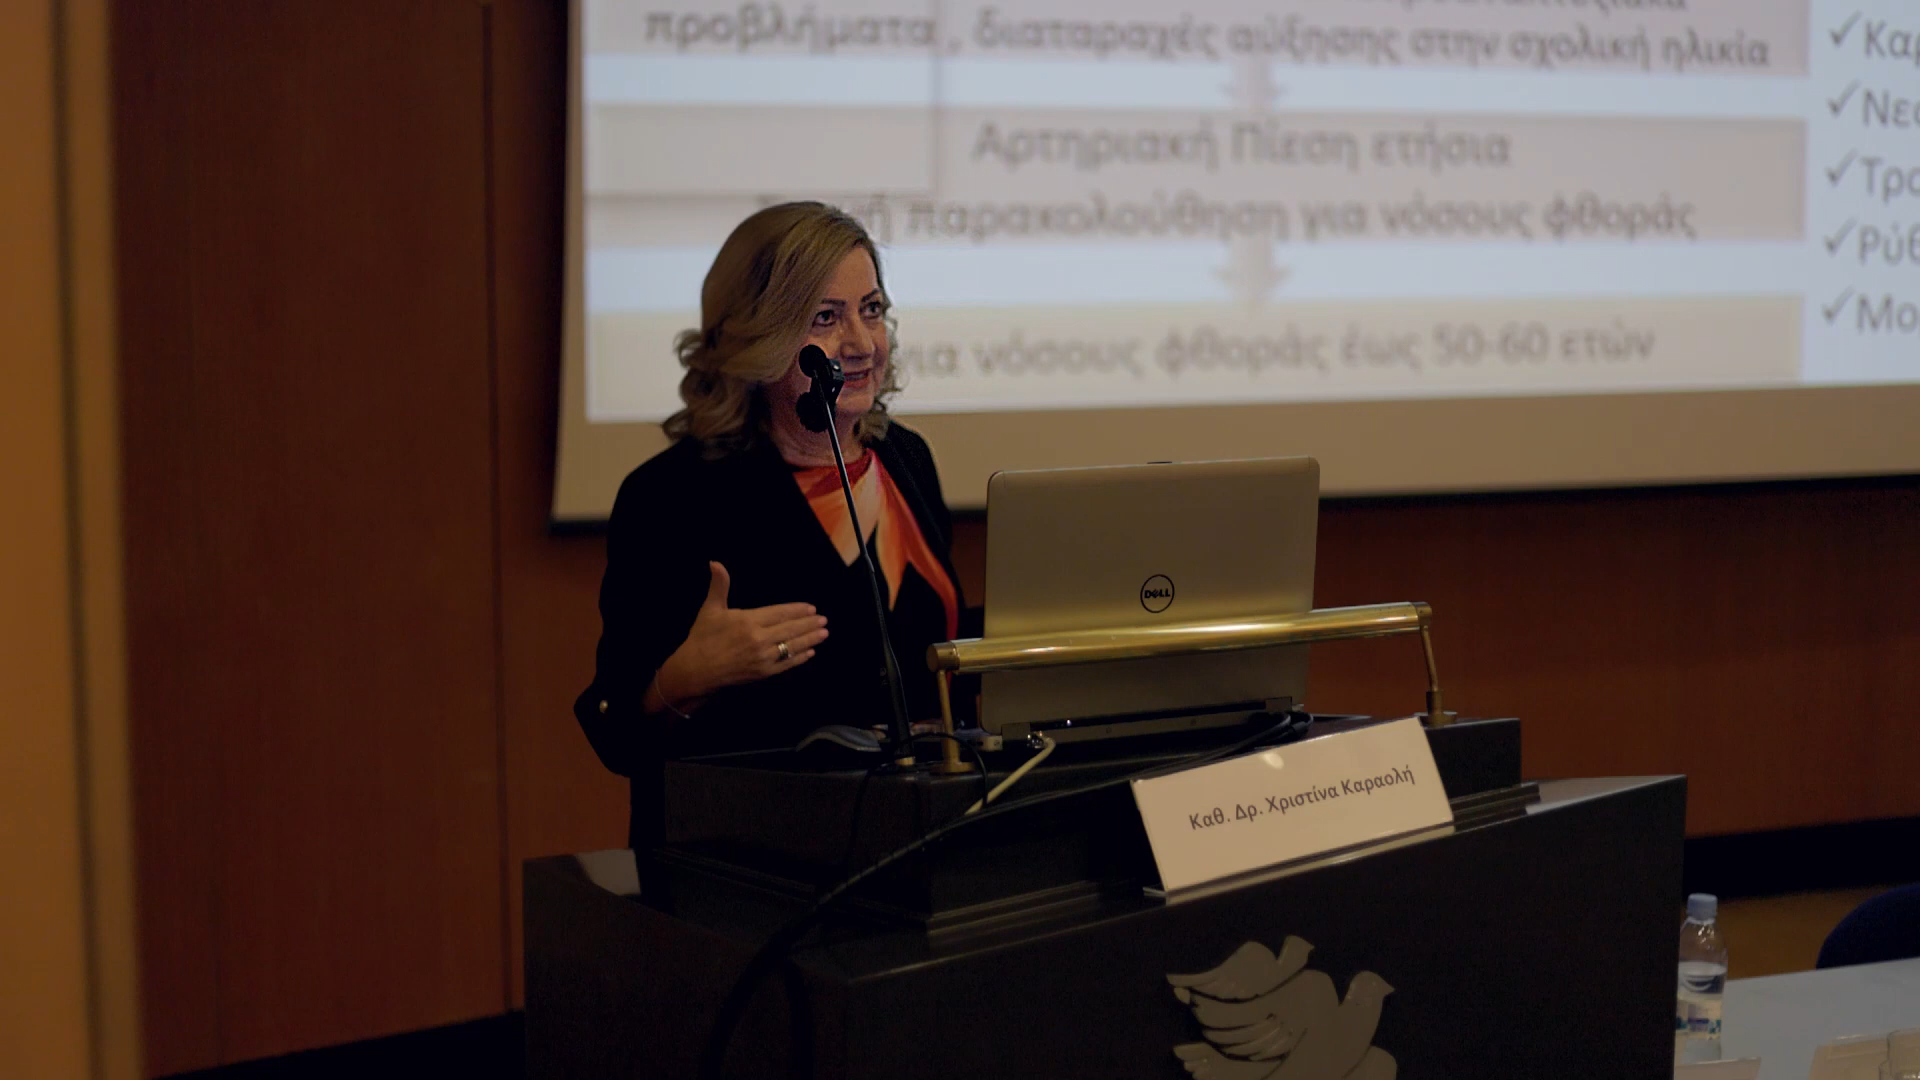 προβλήματα , διαταραχές αύξησης στην σχολική ηλικία
Αρτηριακή Πίεση ετήσια
παρακολούθηση για νόσους φθοράς
για νόσους φθοράς έως 50-60 ετών
DELL
Καθ. Δρ. Χριστίνα Καραολή